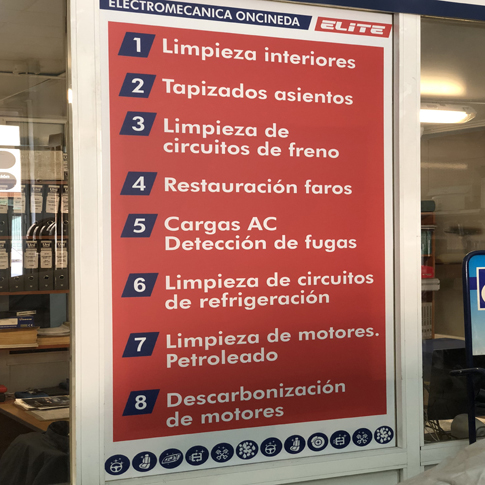 ELECTROMECANICA ONCINEDA
ELITE
1 Limpieza interiores
2 Tapizados asientos
3 Limpieza de
circuitos de freno
4 Restauración faros
5 Cargas AC
Detección de fugas
6 Limpieza de circuitos
de refrigeración
7 Limpieza de motores.
Petroleado
8 Descarbonización
de motores